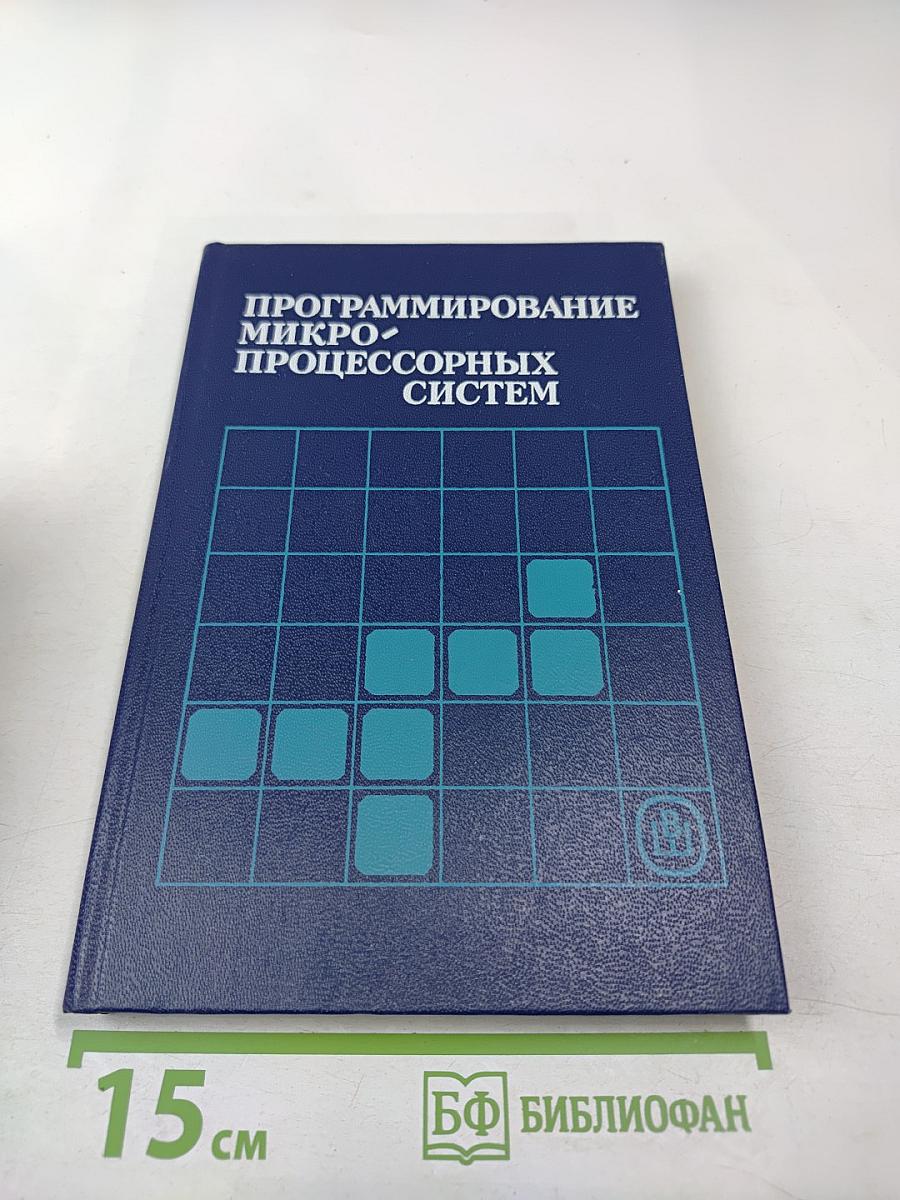 ПРОГРАММИРОВАНИЕ
МИКРО-
ПРОЦЕССОРНЫХ
СИСТЕМ
15 см
БФ БИБЛИОФАН